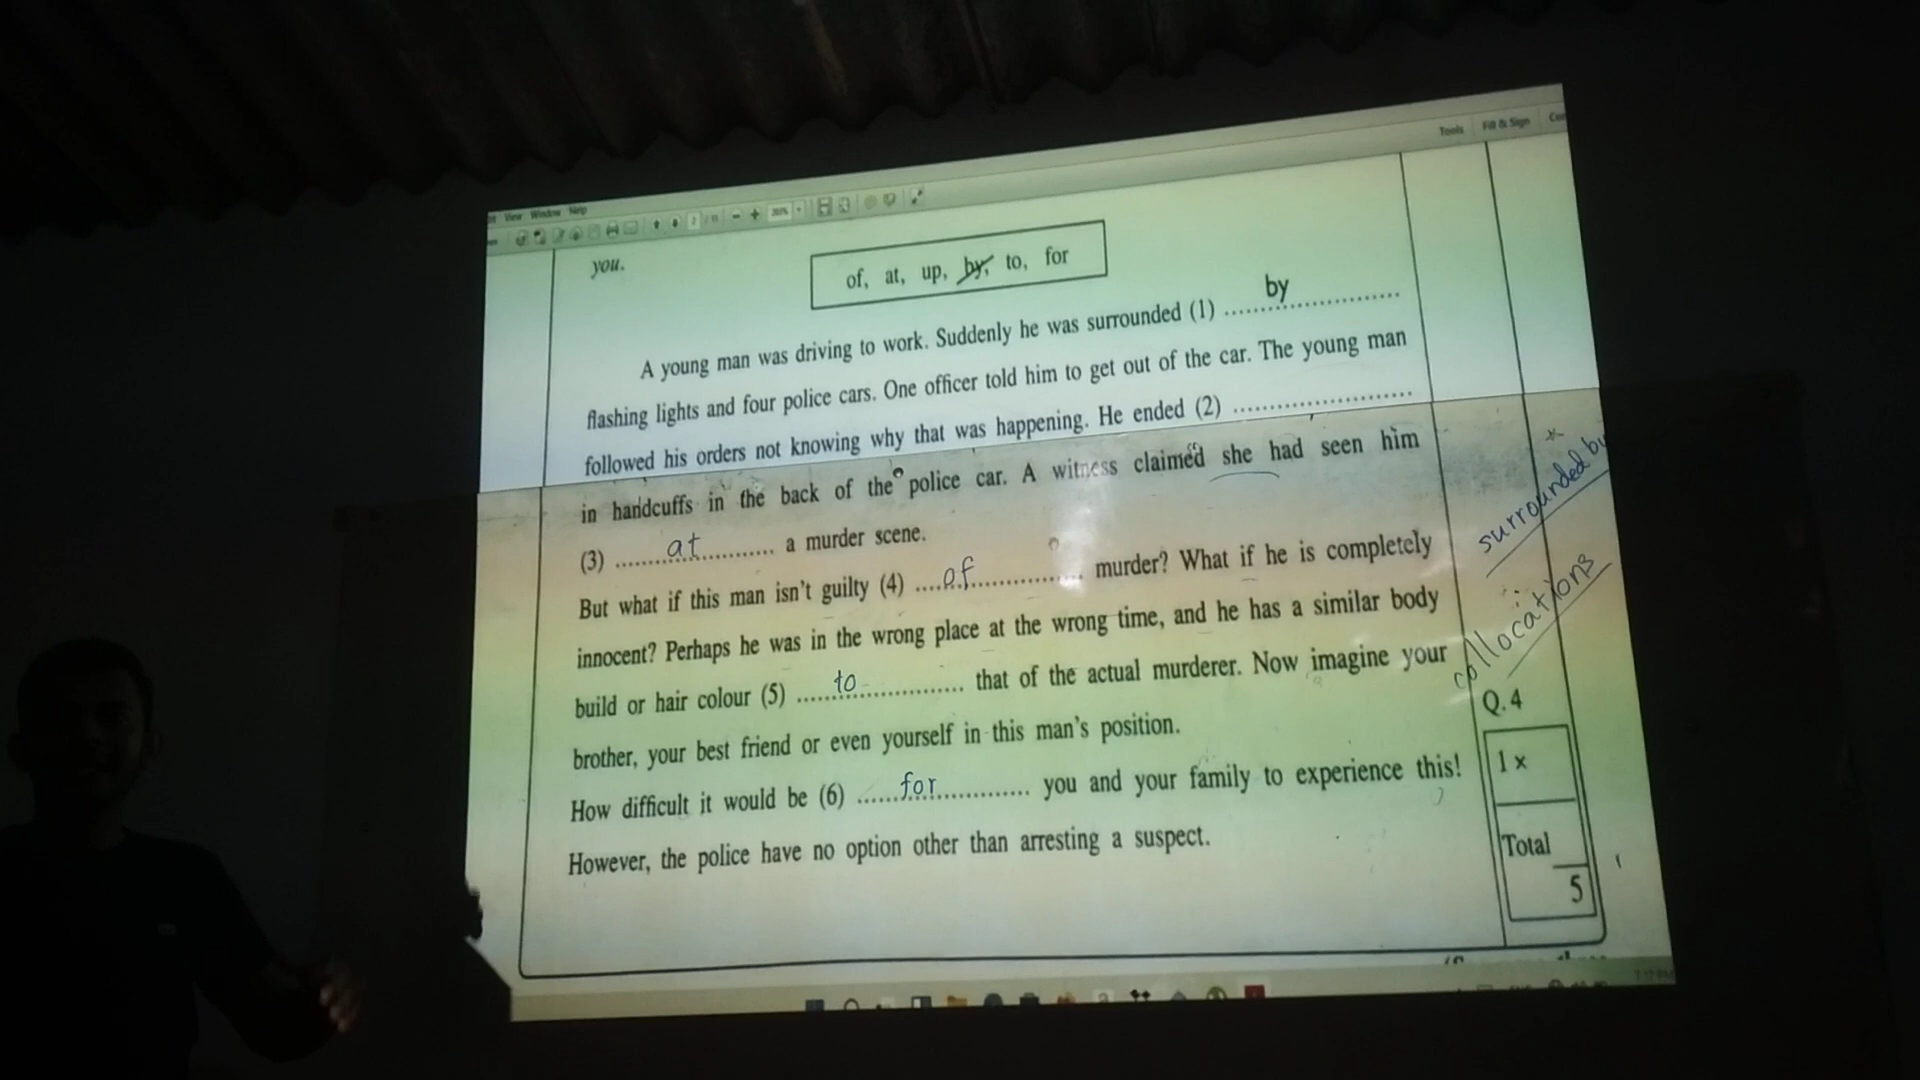 View Window Help
Tools Fill & Sign
you.
of, at, up, by, to, for
A young man was driving to work. Suddenly he was surrounded (1) ........by........
flashing lights and four police cars. One officer told him to get out of the car. The young man
followed his orders not knowing why that was happening. He ended (2) ........................
in handcuffs in the back of the police car. A witness claimed she had seen him
(3) ........at............ a murder scene.
But what if this man isn't guilty (4) ....of................ murder? What if he is completely
innocent? Perhaps he was in the wrong place at the wrong time, and he has a similar body
build or hair colour (5) ......to................ that of the actual murderer. Now imagine your
brother, your best friend or even yourself in this man's position.
How difficult it would be (6) ......for.............. you and your family to experience this!
However, the police have no option other than arresting a suspect.
* surrounded by
collocations
Q.4
1 x
Total
5